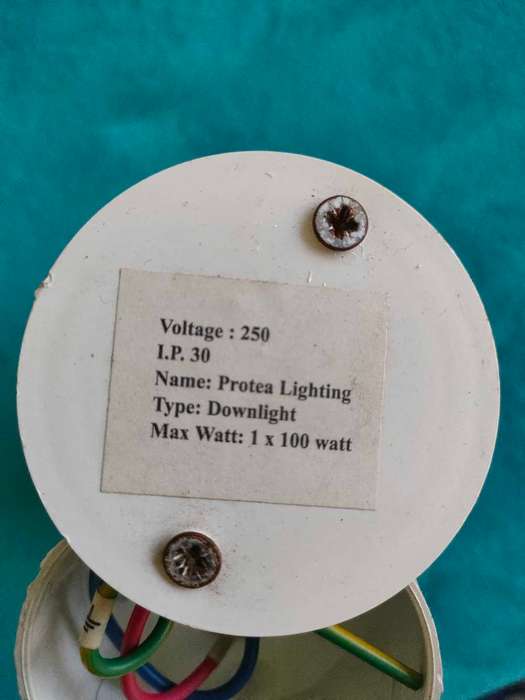 Voltage : 250
I.P. 30
Name: Protea Lighting
Type: Downlight
Max Watt: 1 x 100 watt